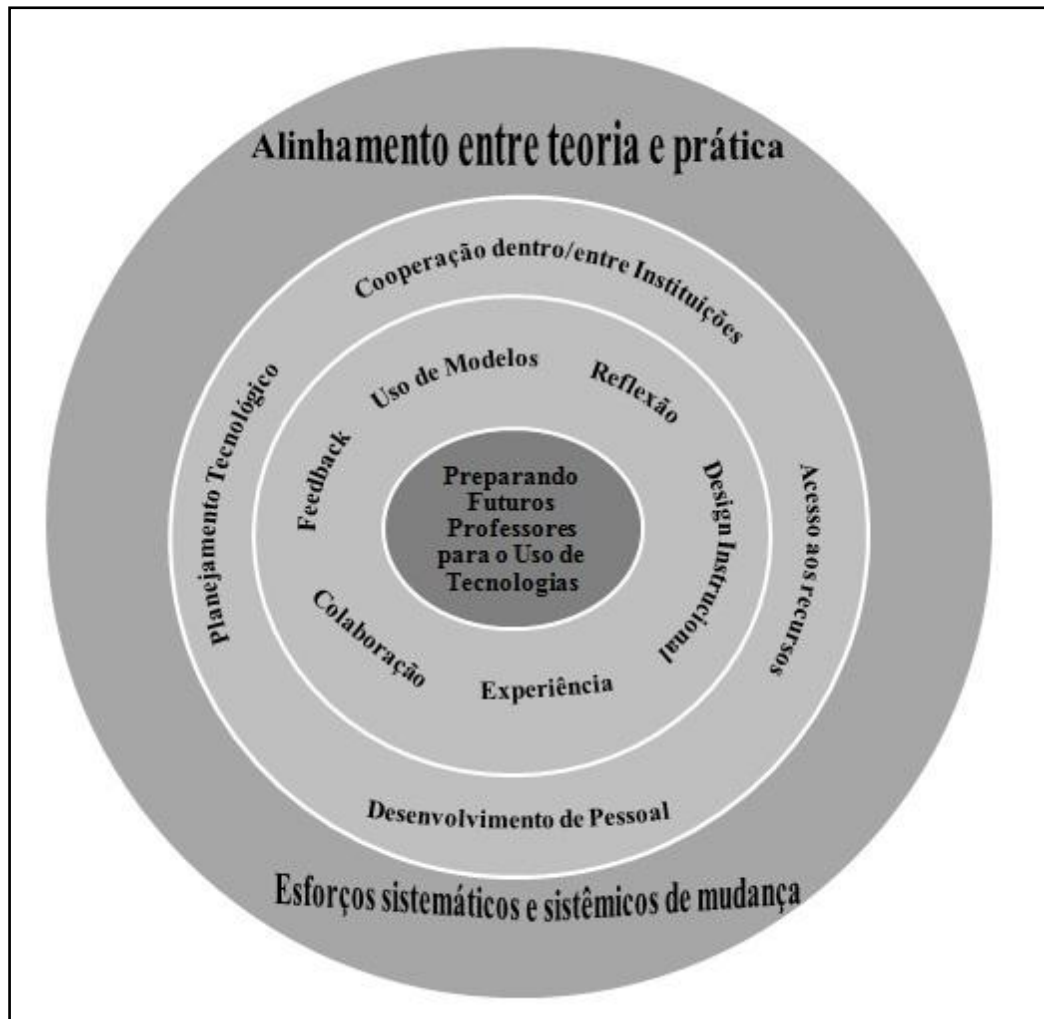 Alinhamento entre teoria e prática
Cooperação dentro/entre Instituições
Planejamento Tecnológico
Acesso aos recursos
Uso de Modelos
Reflexão
Feedback
Design Instrucional
Preparando
Futuros
Professores
para o Uso de
Tecnologias
Colaboração
Experiência
Desenvolvimento de Pessoal
Esforços sistemáticos e sistêmicos de mudança